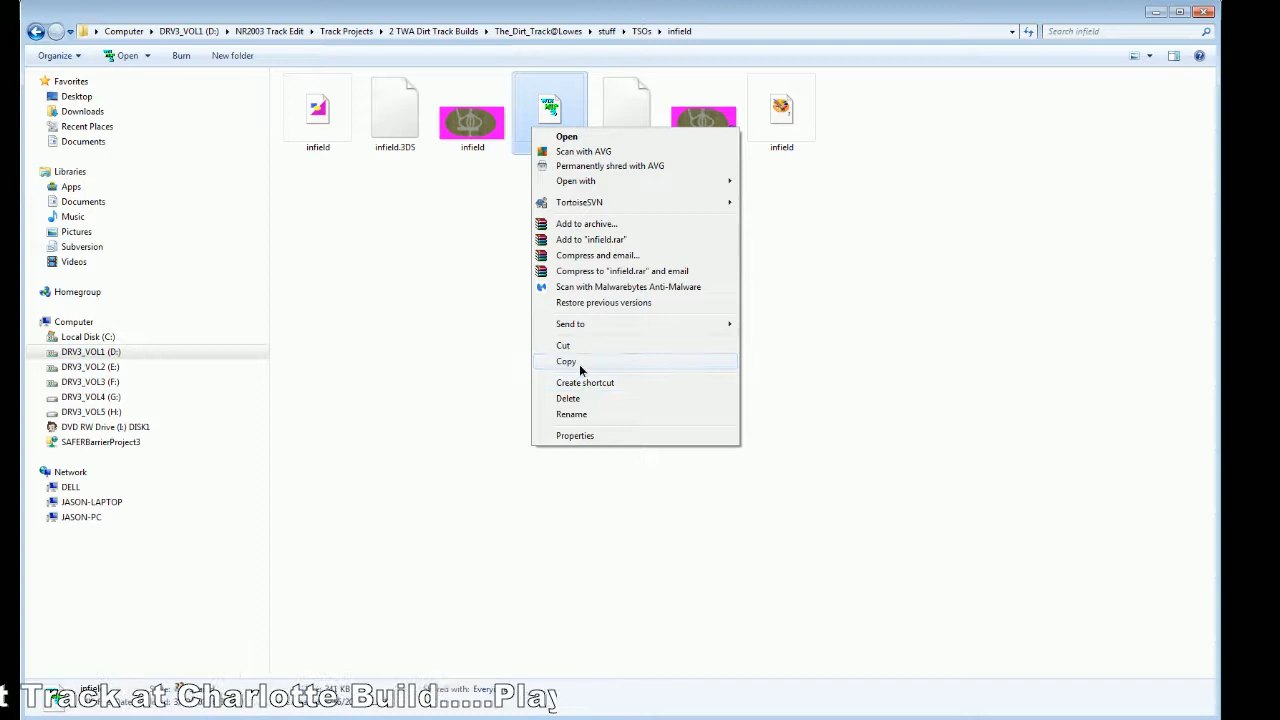 Computer ▸ DRV3_VOL1 (D:) ▸ NR2003 Track Edit ▸ Track Projects ▸ 2 TWA Dirt Track Builds ▸ The_Dirt_Track@Lowes ▸ stuff ▸ TSOs ▸ infield
Search infield
Organize Open Burn New folder
Favorites
Desktop
Downloads
Recent Places
Documents
Libraries
Apps
Documents
Music
Pictures
Subversion
Videos
Homegroup
Computer
Local Disk (C:)
DRV3_VOL1 (D:)
DRV3_VOL2 (E:)
DRV3_VOL3 (F:)
DRV3_VOL4 (G:)
DRV3_VOL5 (H:)
DVD RW Drive (I:) DISK1
SAFERBarrierProject3
Network
DELL
JASON-LAPTOP
JASON-PC
infield infield.3DS infield infield
Open
Scan with AVG
Permanently shred with AVG
Open with
TortoiseSVN
Add to archive...
Add to "infield.rar"
Compress and email...
Compress to "infield.rar" and email
Scan with Malwarebytes Anti-Malware
Restore previous versions
Send to
Cut
Copy
Create shortcut
Delete
Rename
Properties
t Track at Charlotte Build.....Play